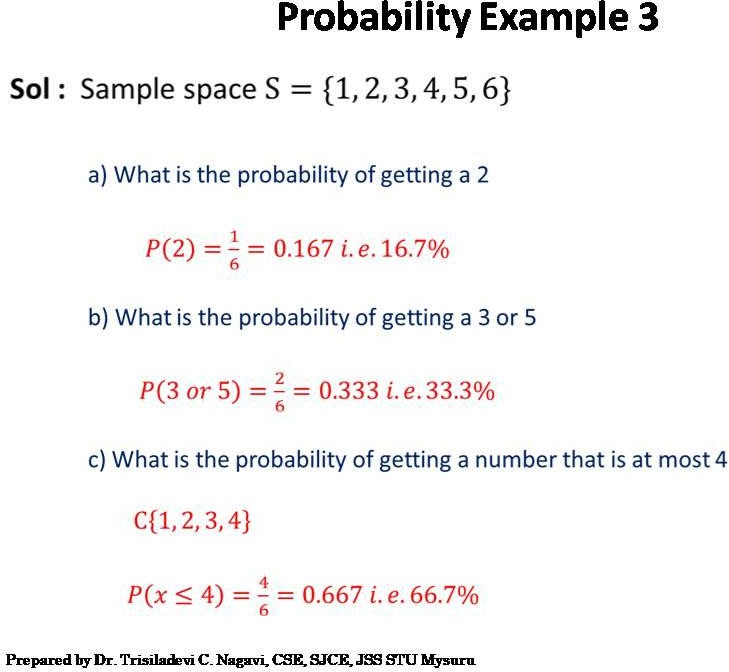 Probability Example 3
Sol : Sample space S = {1, 2, 3, 4, 5, 6}
a) What is the probability of getting a 2
P(2) = 1/6 = 0.167 i. e. 16.7%
b) What is the probability of getting a 3 or 5
P(3 or 5) = 2/6 = 0.333 i. e. 33.3%
c) What is the probability of getting a number that is at most 4
C{1, 2, 3, 4}
P(x ≤ 4) = 4/6 = 0.667 i. e. 66.7%
Prepared by Dr. Trisiladevi C. Nagavi, CSE, SJCE, JSS STU Mysuru